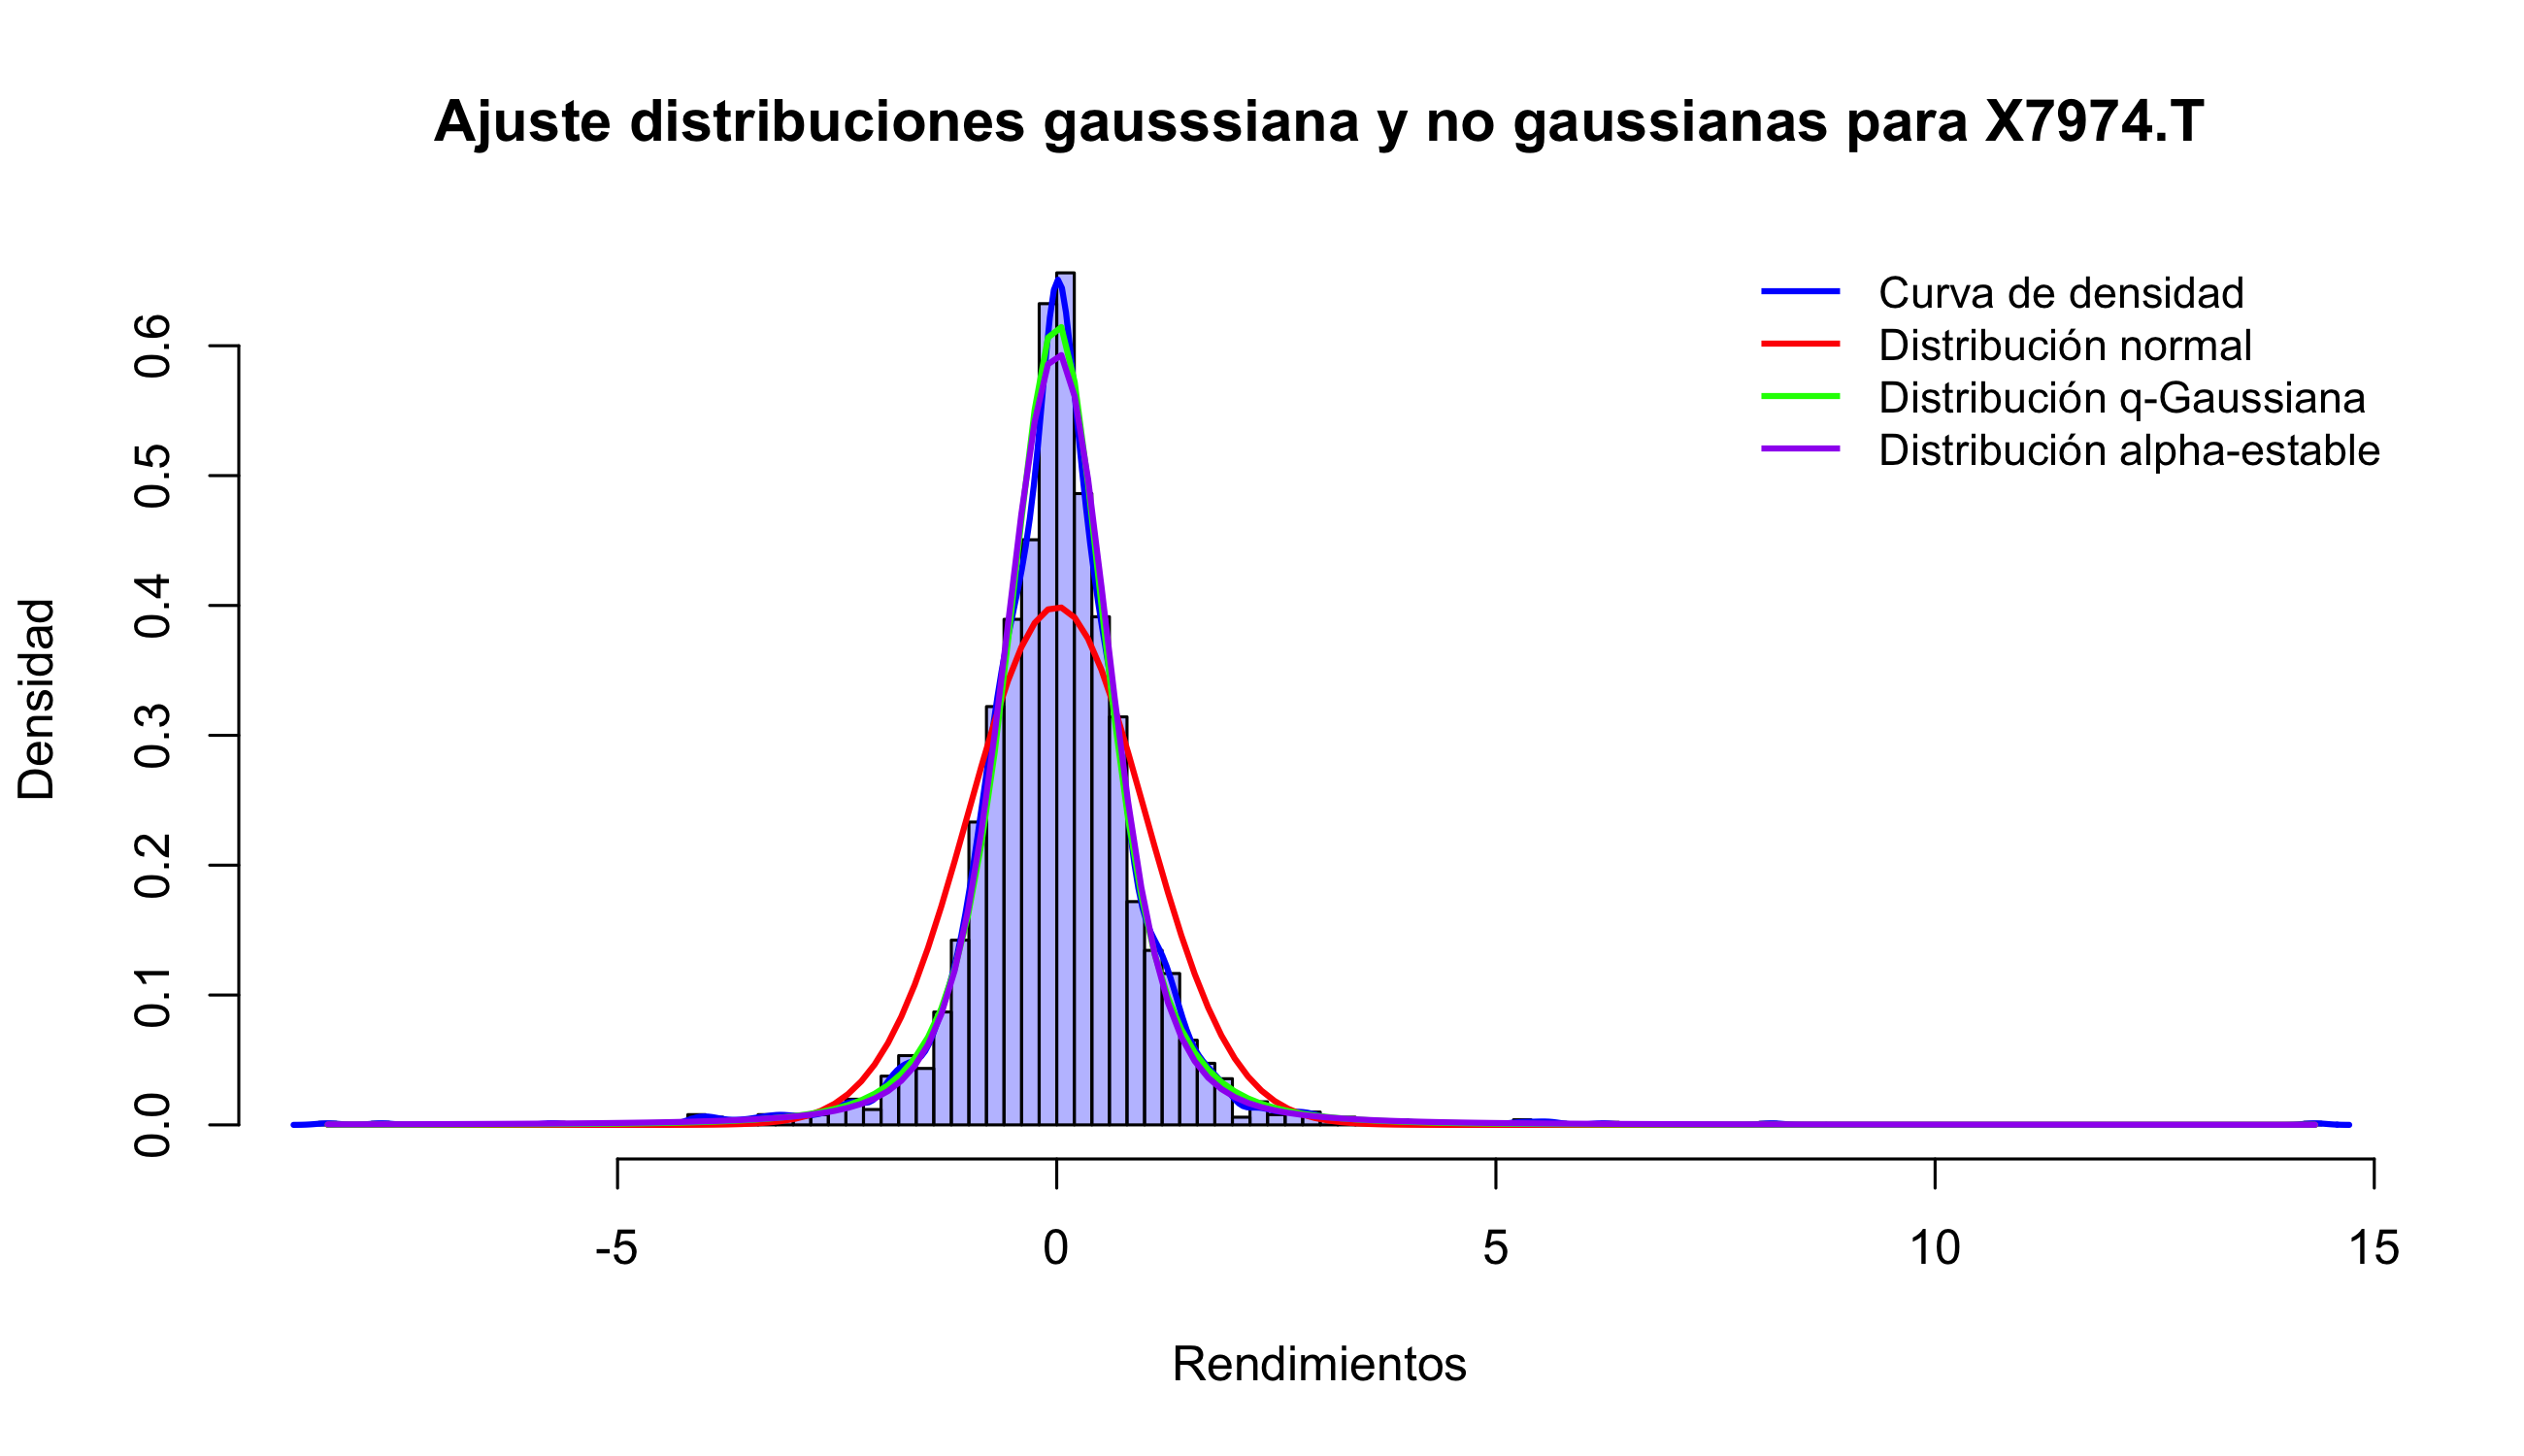 Ajuste distribuciones gausssiana y no gaussianas para X7974.T
Curva de densidad
Distribución normal
Distribución q-Gaussiana
Distribución alpha-estable
Densidad
0.6
0.5
0.4
0.3
0.2
0.1
0.0
-5 0 5 10 15
Rendimientos